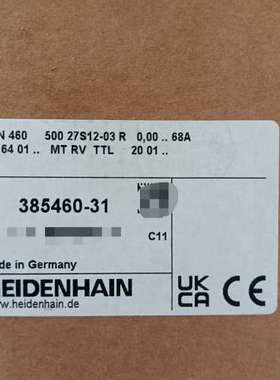 N 460 500 27S12-03 R 0,00 .. 68A
64 01 .. MT RV TTL 20 01 ..
385460-31
C11
de in Germany
HEIDENHAIN
www.heidenhain.de
UK
CA
CE